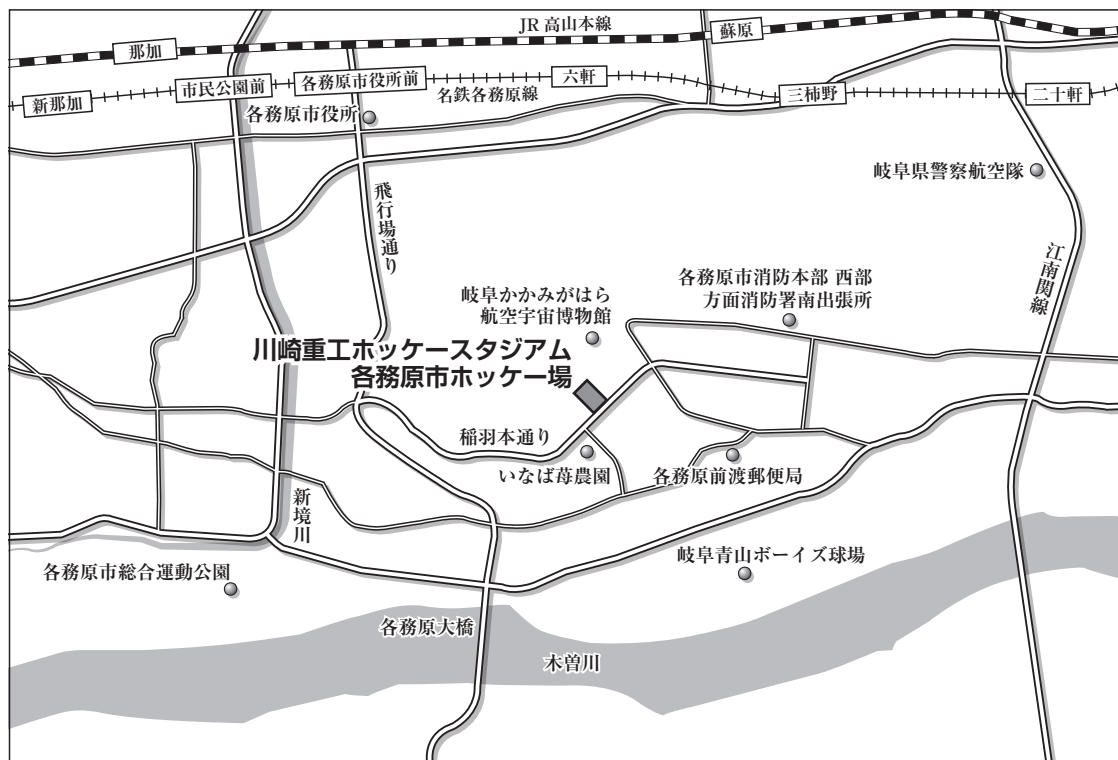 JR 高山本線
蘇原
那加
市民公園前
各務原市役所前
六軒
新那加
名鉄各務原線
三柿野
二十軒
各務原市役所
岐阜県警察航空隊
飛行場通り
江南関線
各務原市消防本部 西部
方面消防署南出張所
岐阜かかみがはら
航空宇宙博物館
川崎重工ホッケースタジアム
各務原市ホッケー場
稲羽本通り
いなば苺農園
各務原前渡郵便局
新境川
岐阜青山ボーイズ球場
各務原市総合運動公園
各務原大橋
木曽川